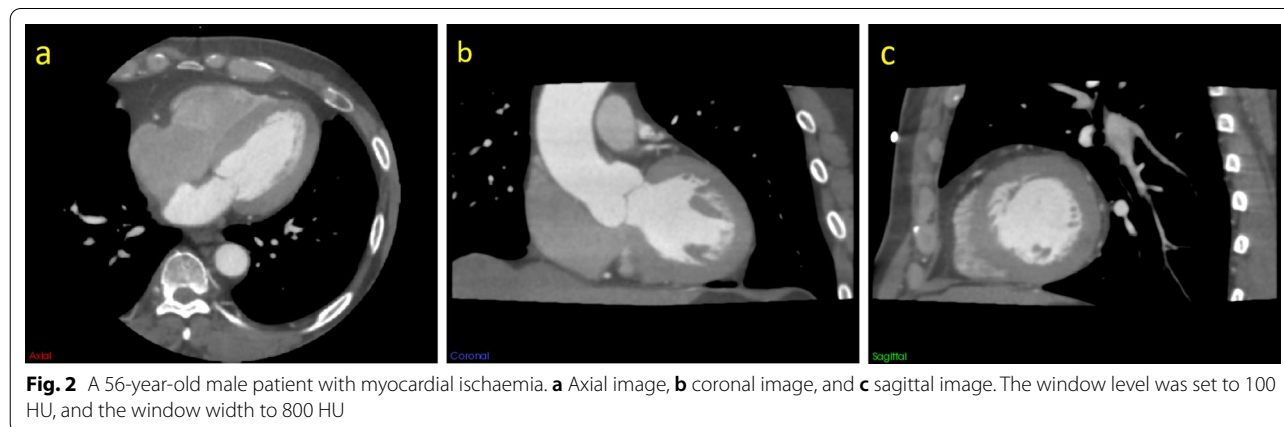 a
b
c
Axial
Coronal
Sagittal
Fig. 2 A 56-year-old male patient with myocardial ischaemia. a Axial image, b coronal image, and c sagittal image. The window level was set to 100
HU, and the window width to 800 HU